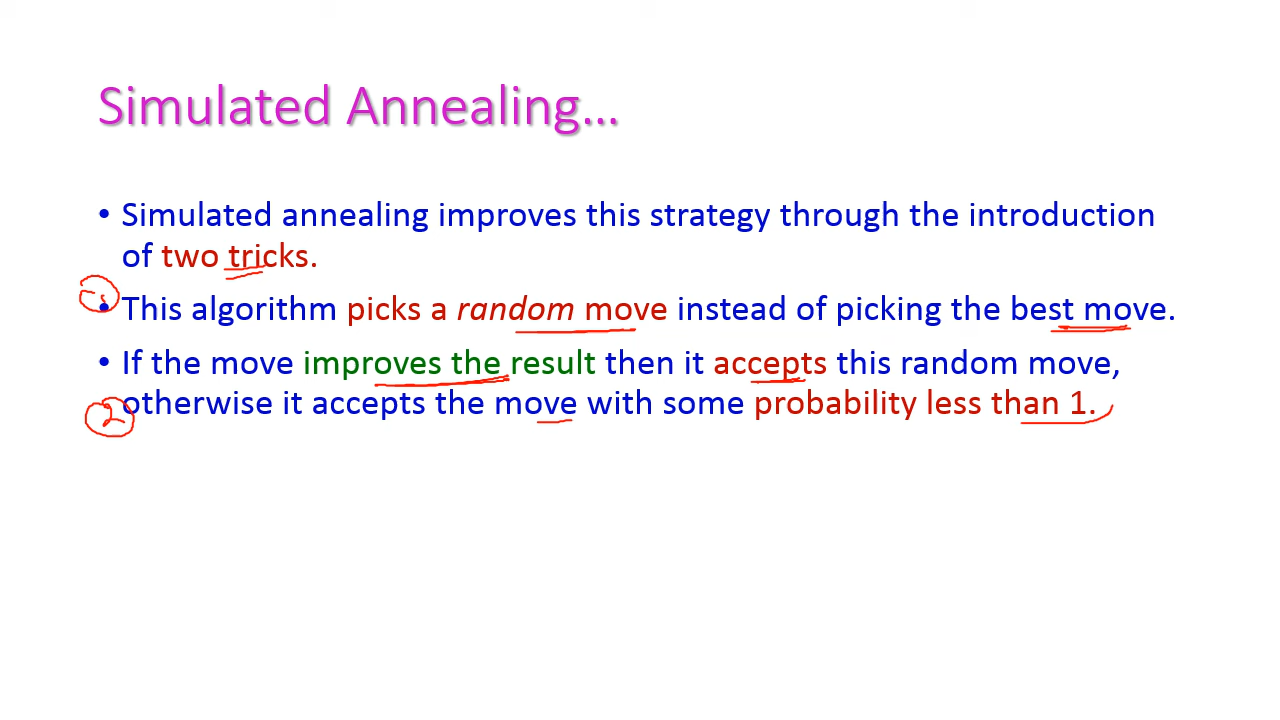 Simulated Annealing...
• Simulated annealing improves this strategy through the introduction
of two tricks.
• This algorithm picks a random move instead of picking the best move.
• If the move improves the result then it accepts this random move,
2 otherwise it accepts the move with some probability less than 1.